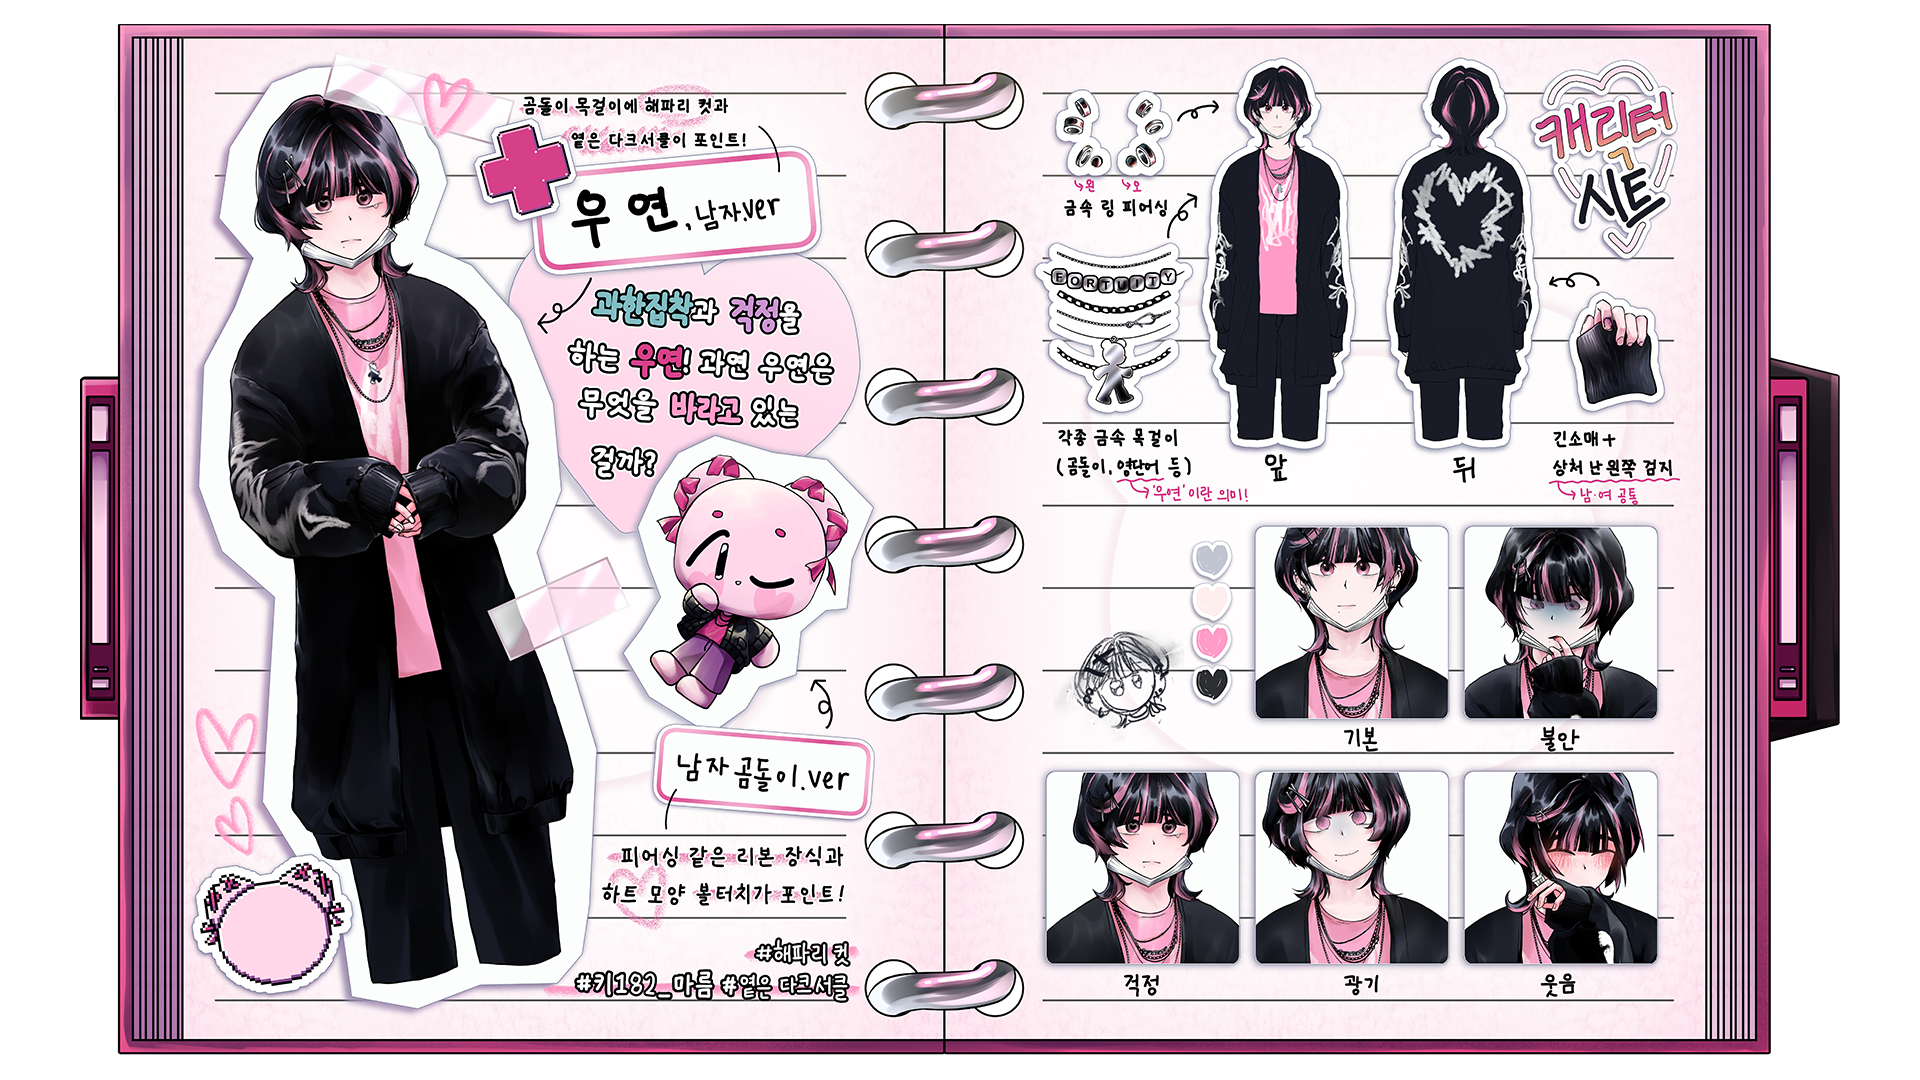 곰돌이 목걸이에 해파리 컷과
옅은 다크서클이 포인트!
우연, 남자.ver
과한집착과 걱정을
하는 우연! 과연 우연은
무엇을 바라고 있는
걸까?
남자 곰돌이.ver
피어싱 같은 리본 장식과
하트 모양 볼터치가 포인트!
#해파리 컷
#키182_마름 #옅은 다크서클
캐릭터
시트
왼
오
금속 링 피어싱
FORTUITY
각종 금속 목걸이
(곰돌이, 영단어 등)
'우연'이란 의미!
앞
뒤
긴소매+
상처 난 왼쪽 검지
남·여 공통
기본
불안
걱정
광기
웃음